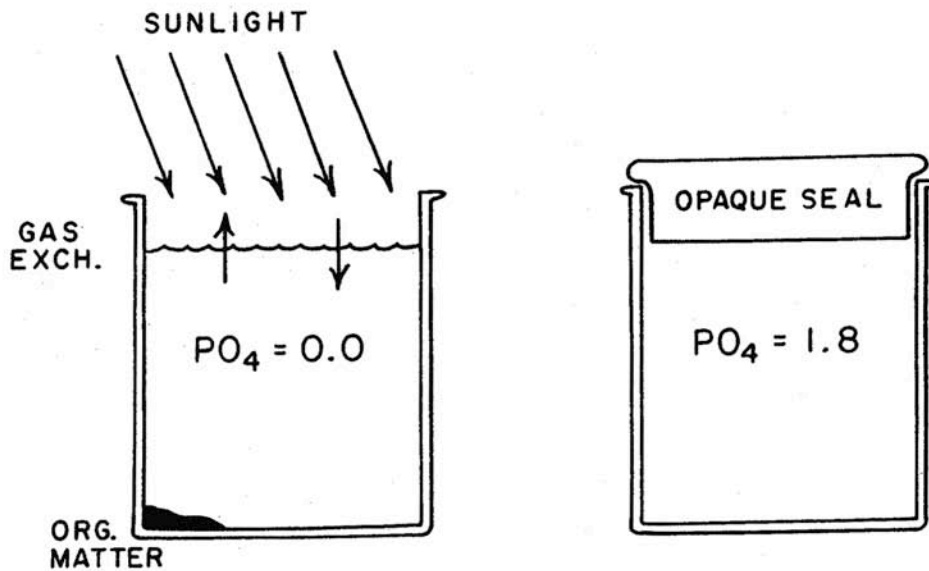 SUNLIGHT
GAS
EXCH.
PO₄ = 0.0
ORG.
MATTER
OPAQUE SEAL
PO₄ = 1.8